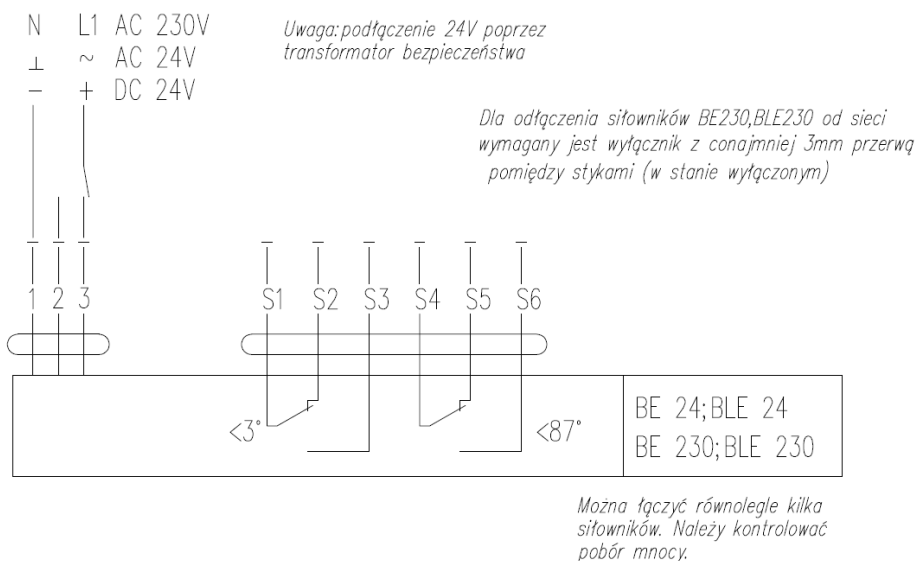 N L1 AC 230V
⊥ ~ AC 24V
− + DC 24V
Uwaga: podłączenie 24V poprzez
transformator bezpieczeństwa
Dla odłączenia siłowników BE230,BLE230 od sieci
wymagany jest wyłącznik z conajmniej 3mm przerwą
pomiędzy stykami (w stanie wyłączonym)
1 2 3 S1 S2 S3 S4 S5 S6
<3° <87°
BE 24; BLE 24
BE 230; BLE 230
Można łączyć równolegle kilka
siłowników. Należy kontrolować
pobór mnocy.